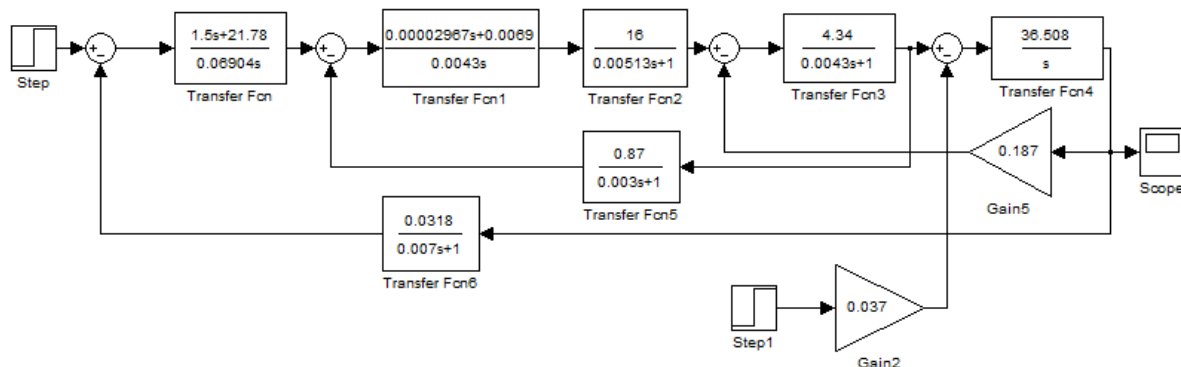 Step
+
−
1.5s+21.78
0.06904s
Transfer Fcn
+
−
0.00002967s+0.0069
0.0043s
Transfer Fcn1
16
0.00513s+1
Transfer Fcn2
+
−
4.34
0.0043s+1
Transfer Fcn3
+
−
36.508
s
Transfer Fcn4
0.87
0.003s+1
Transfer Fcn5
0.187
Gain5
Scope
0.0318
0.007s+1
Transfer Fcn6
Step1
0.037
Gain2